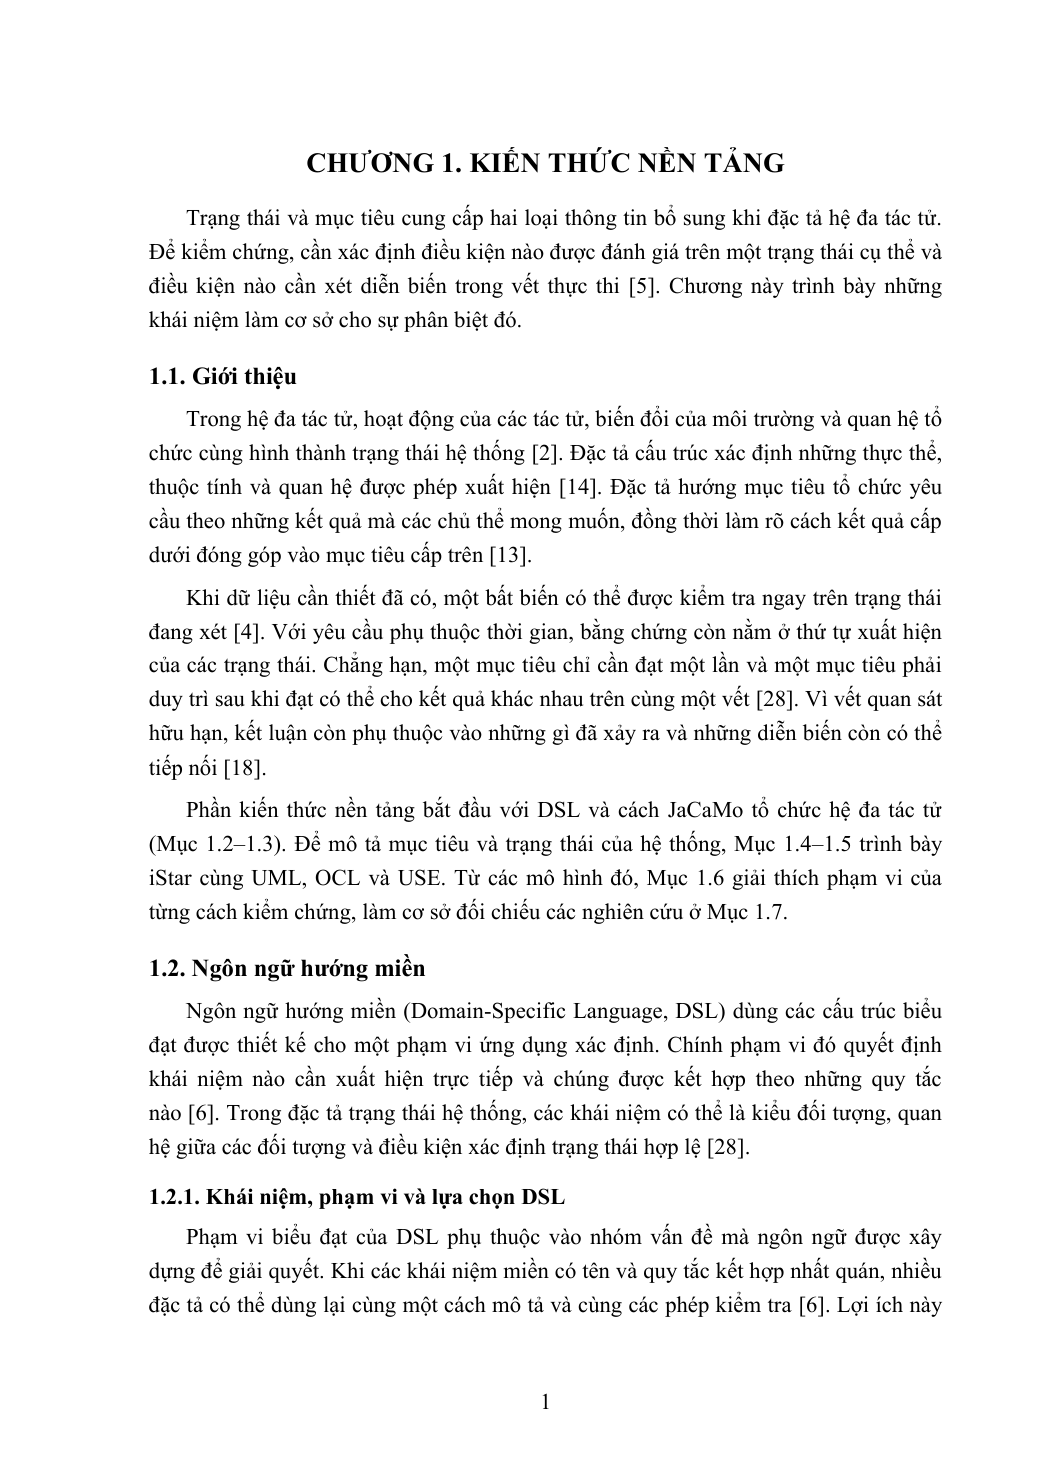 CHƯƠNG 1. KIẾN THỨC NỀN TẢNG
Trạng thái và mục tiêu cung cấp hai loại thông tin bổ sung khi đặc tả hệ đa tác tử.
Để kiểm chứng, cần xác định điều kiện nào được đánh giá trên một trạng thái cụ thể và
điều kiện nào cần xét diễn biến trong vết thực thi [5]. Chương này trình bày những
khái niệm làm cơ sở cho sự phân biệt đó.
1.1. Giới thiệu
Trong hệ đa tác tử, hoạt động của các tác tử, biến đổi của môi trường và quan hệ tổ
chức cùng hình thành trạng thái hệ thống [2]. Đặc tả cấu trúc xác định những thực thể,
thuộc tính và quan hệ được phép xuất hiện [14]. Đặc tả hướng mục tiêu tổ chức yêu
cầu theo những kết quả mà các chủ thể mong muốn, đồng thời làm rõ cách kết quả cấp
dưới đóng góp vào mục tiêu cấp trên [13].
Khi dữ liệu cần thiết đã có, một bất biến có thể được kiểm tra ngay trên trạng thái
đang xét [4]. Với yêu cầu phụ thuộc thời gian, bằng chứng còn nằm ở thứ tự xuất hiện
của các trạng thái. Chẳng hạn, một mục tiêu chỉ cần đạt một lần và một mục tiêu phải
duy trì sau khi đạt có thể cho kết quả khác nhau trên cùng một vết [28]. Vì vết quan sát
hữu hạn, kết luận còn phụ thuộc vào những gì đã xảy ra và những diễn biến còn có thể
tiếp nối [18].
Phần kiến thức nền tảng bắt đầu với DSL và cách JaCaMo tổ chức hệ đa tác tử
(Mục 1.2–1.3). Để mô tả mục tiêu và trạng thái của hệ thống, Mục 1.4–1.5 trình bày
iStar cùng UML, OCL và USE. Từ các mô hình đó, Mục 1.6 giải thích phạm vi của
từng cách kiểm chứng, làm cơ sở đối chiếu các nghiên cứu ở Mục 1.7.
1.2. Ngôn ngữ hướng miền
Ngôn ngữ hướng miền (Domain-Specific Language, DSL) dùng các cấu trúc biểu
đạt được thiết kế cho một phạm vi ứng dụng xác định. Chính phạm vi đó quyết định
khái niệm nào cần xuất hiện trực tiếp và chúng được kết hợp theo những quy tắc
nào [6]. Trong đặc tả trạng thái hệ thống, các khái niệm có thể là kiểu đối tượng, quan
hệ giữa các đối tượng và điều kiện xác định trạng thái hợp lệ [28].
1.2.1. Khái niệm, phạm vi và lựa chọn DSL
Phạm vi biểu đạt của DSL phụ thuộc vào nhóm vấn đề mà ngôn ngữ được xây
dựng để giải quyết. Khi các khái niệm miền có tên và quy tắc kết hợp nhất quán, nhiều
đặc tả có thể dùng lại cùng một cách mô tả và cùng các phép kiểm tra [6]. Lợi ích này
1